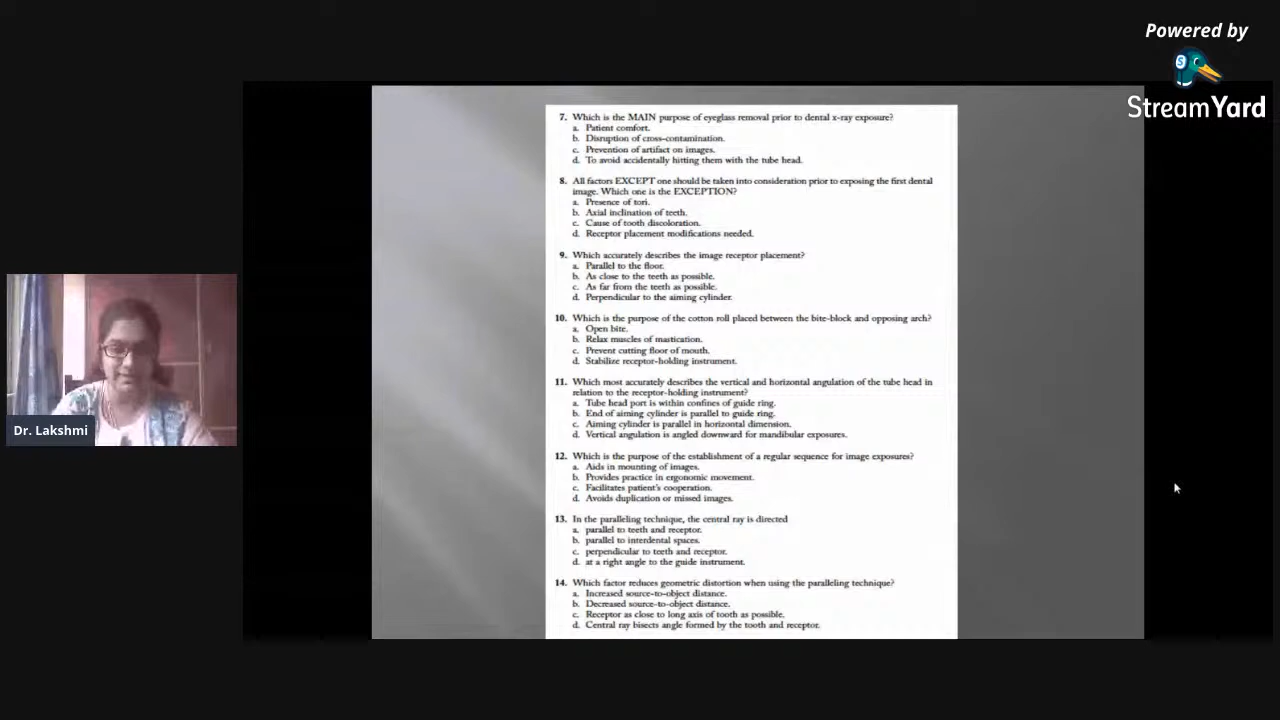 Powered by
StreamYard
7. Which is the MAIN purpose of eyeglass removal prior to dental x-ray exposure?
a. Patient comfort.
b. Disruption of cross-contamination.
c. Prevention of artifact on images.
d. To avoid accidentally hitting them with the tube head.
8. All factors EXCEPT one should be taken into consideration prior to exposing the first dental
image. Which one is the EXCEPTION?
a. Presence of tori.
b. Axial inclination of teeth.
c. Cause of tooth discoloration.
d. Receptor placement modifications needed.
9. Which accurately describes the image receptor placement?
a. Parallel to the floor.
b. As close to the teeth as possible.
c. As far from the teeth as possible.
d. Perpendicular to the aiming cylinder.
10. Which is the purpose of the cotton roll placed between the bite-block and opposing arch?
a. Open bite.
b. Relax muscles of mastication.
c. Prevent cutting floor of mouth.
d. Stabilize receptor-holding instrument.
11. Which most accurately describes the vertical and horizontal angulation of the tube head in
relation to the receptor-holding instrument?
a. Tube head port is within confines of guide ring.
b. End of aiming cylinder is parallel to guide ring.
c. Aiming cylinder is parallel in horizontal dimension.
d. Vertical angulation is angled downward for mandibular exposures.
12. Which is the purpose of the establishment of a regular sequence for image exposures?
a. Aids in mounting of images.
b. Provides practice in ergonomic movement.
c. Facilitates patient's cooperation.
d. Avoids duplication or missed images.
13. In the paralleling technique, the central ray is directed
a. parallel to teeth and receptor.
b. parallel to interdental spaces.
c. perpendicular to teeth and receptor.
d. at a right angle to the guide instrument.
14. Which factor reduces geometric distortion when using the paralleling technique?
a. Increased source-to-object distance.
b. Decreased source-to-object distance.
c. Receptor as close to long axis of tooth as possible.
d. Central ray bisects angle formed by the tooth and receptor.
Dr. Lakshmi